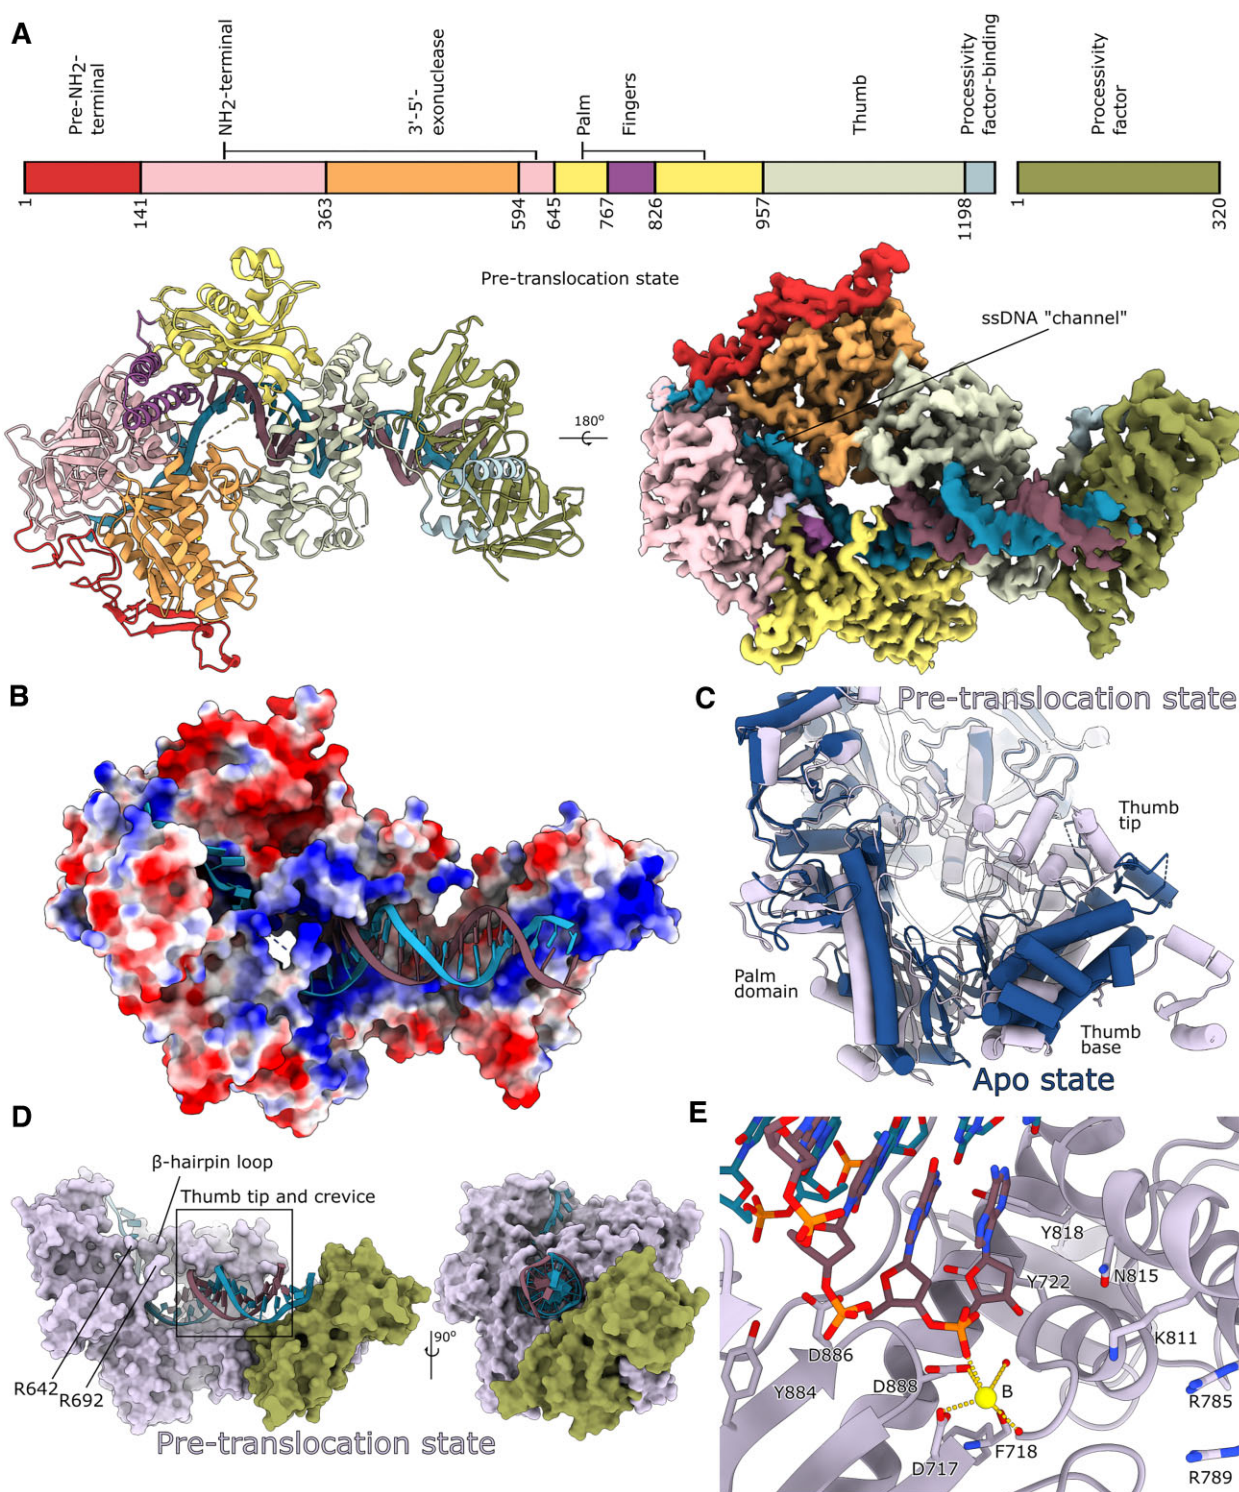 A
Pre-NH2-
terminal
NH2-terminal
3'-5'-
exonuclease
Palm
Fingers
Thumb
Processivity
factor-binding
Processivity
factor
1
141
363
594
645
767
826
957
1198
1
320
Pre-translocation state
ssDNA "channel"
180°
B
C
Pre-translocation state
Thumb
tip
Palm
domain
Thumb
base
Apo state
D
β-hairpin loop
Thumb tip and crevice
R642
R692
90°
Pre-translocation state
E
Y818
N815
Y722
K811
D886
Y884
D888
B
R785
F718
D717
R789